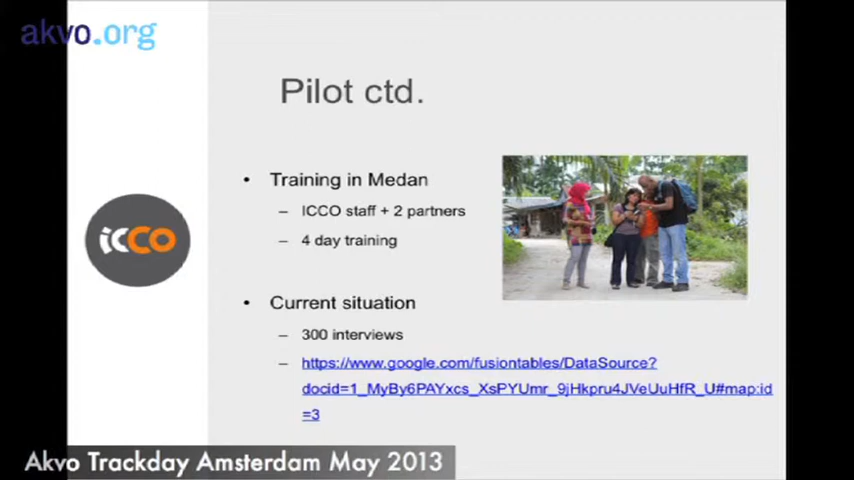 akvo.org
Pilot ctd.
• Training in Medan
– ICCO staff + 2 partners
– 4 day training
icco
• Current situation
– 300 interviews
– https://www.google.com/fusiontables/DataSource?
docid=1_MyBy6PAYxcs_XsPYUmr_9jHkpru4JVeUuHfR_U#map:id
=3
Akvo Trackday Amsterdam May 2013